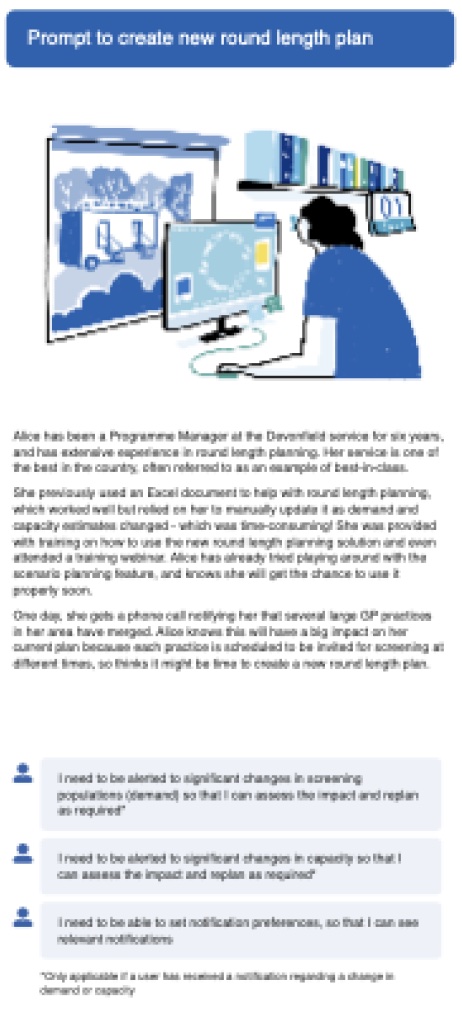 Prompt to create new round length plan
01
Alice has been a Programme Manager at the Devonfield service for six years,
and has extensive experience in round length planning. Her service is one of
the best in the country, often referred to as an example of best-in-class.
She previously used an Excel document to help with round length planning,
which worked well but relied on her to manually update it as demand and
capacity estimates changed - which was time-consuming! She was provided
with training on how to use the new round length planning solution and even
attended a training webinar. Alice has already tried playing around with the
scenario planning feature, and knows she will get the chance to use it
properly soon.
One day, she gets a phone call notifying her that several large GP practices
in her area have merged. Alice knows this will have a big impact on her
current plan because each practice is scheduled to be invited for screening at
different times, so thinks it might be time to create a new round length plan.
I need to be alerted to significant changes in screening
populations (demand) so that I can assess the impact and replan
as required*
I need to be alerted to significant changes in capacity so that I
can assess the impact and replan as required*
I need to be able to set notification preferences, so that I can see
relevant notifications
*Only applicable if a user has received a notification regarding a change in
demand or capacity